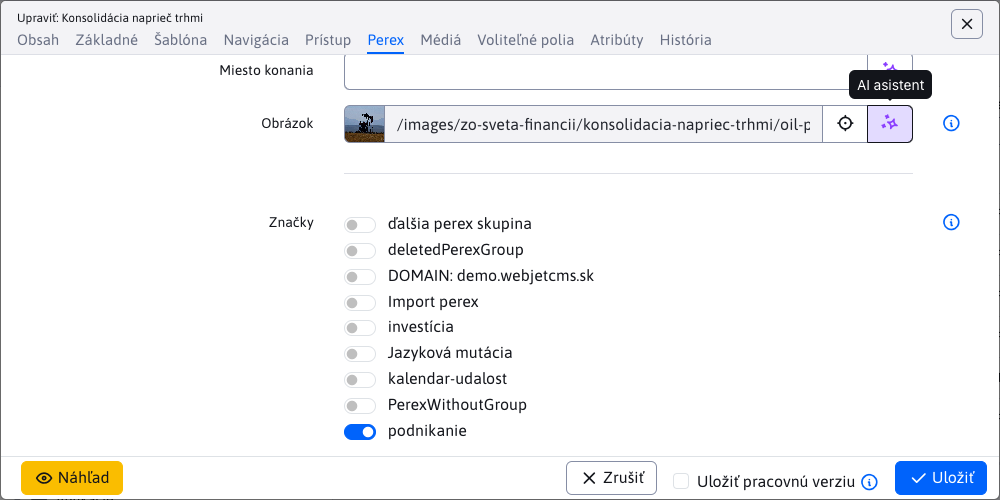 Upraviť: Konsolidácia naprieč trhmi
Obsah Základné Šablóna Navigácia Prístup Perex Médiá Voliteľné polia Atribúty História
Miesto konania
AI asistent
Obrázok /images/zo-sveta-financii/konsolidacia-napriec-trhmi/oil-p
Značky
ďalšia perex skupina
deletedPerexGroup
DOMAIN: demo.webjetcms.sk
Import perex
investícia
Jazyková mutácia
kalendar-udalost
PerexWithoutGroup
podnikanie
Náhľad Zrušiť Uložiť pracovnú verziu Uložiť